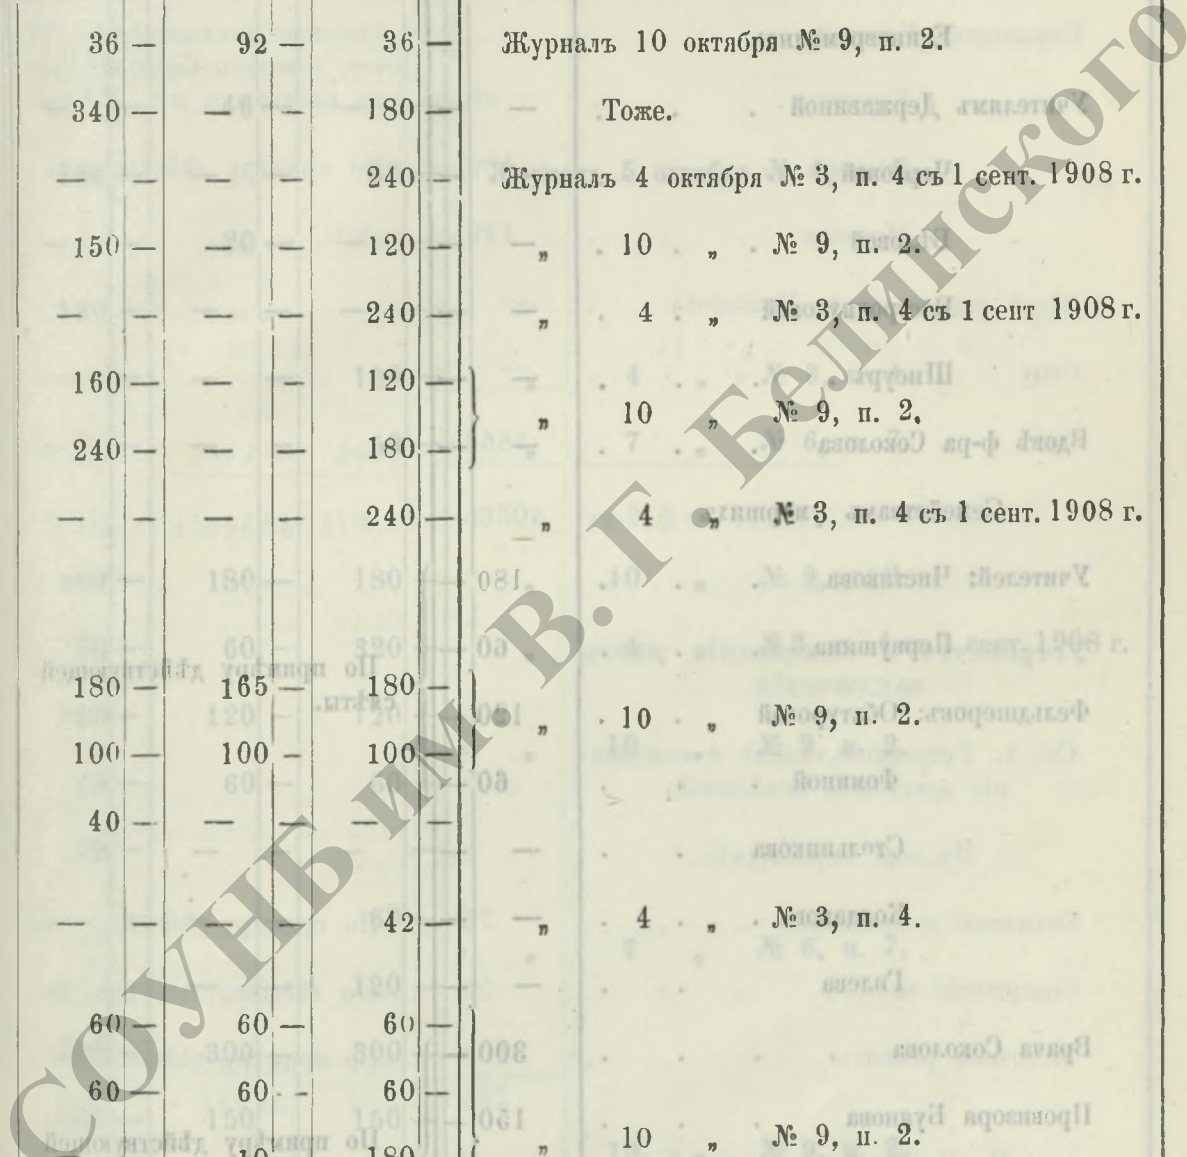 36 — 92 — 36 — Журналъ 10 октября № 9, п. 2.
340 — — — 180 — Тоже.
— — — — 240 — Журналъ 4 октября № 3, п. 4 съ 1 сент. 1908 г.
150 — — — 120 — „ 10 „ № 9, п. 2.
— — — — 240 — „ 4 „ № 3, п. 4 съ 1 сент 1908 г.
160 — — — 120 —
„ 10 „ № 9, п. 2.
240 — — — 180 —
— — — — 240 — „ 4 „ № 3, п. 4 съ 1 сент. 1908 г.
180 — 165 — 180 —
„ 10 „ № 9, п. 2.
100 — 100 - 100 —
40 — — — — —
— — — — 42 — „ 4 „ № 3, п. 4.
60 — 60 — 60 —
60 — 60 - - 60 —
„ 10 „ № 9, п. 2.
СОУНБ им. В. Г. Белинского